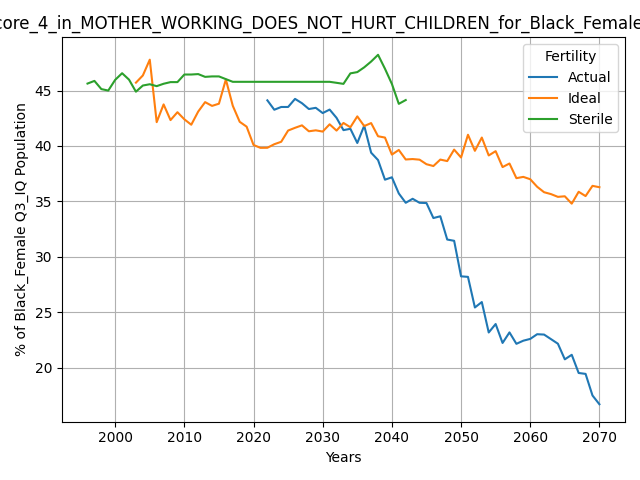 core_4_in_MOTHER_WORKING_DOES_NOT_HURT_CHILDREN_for_Black_Female
Fertility
Actual
Ideal
Sterile
% of Black_Female Q3_IQ Population
45
40
35
30
25
20
2000
2010
2020
2030
2040
2050
2060
2070
Years